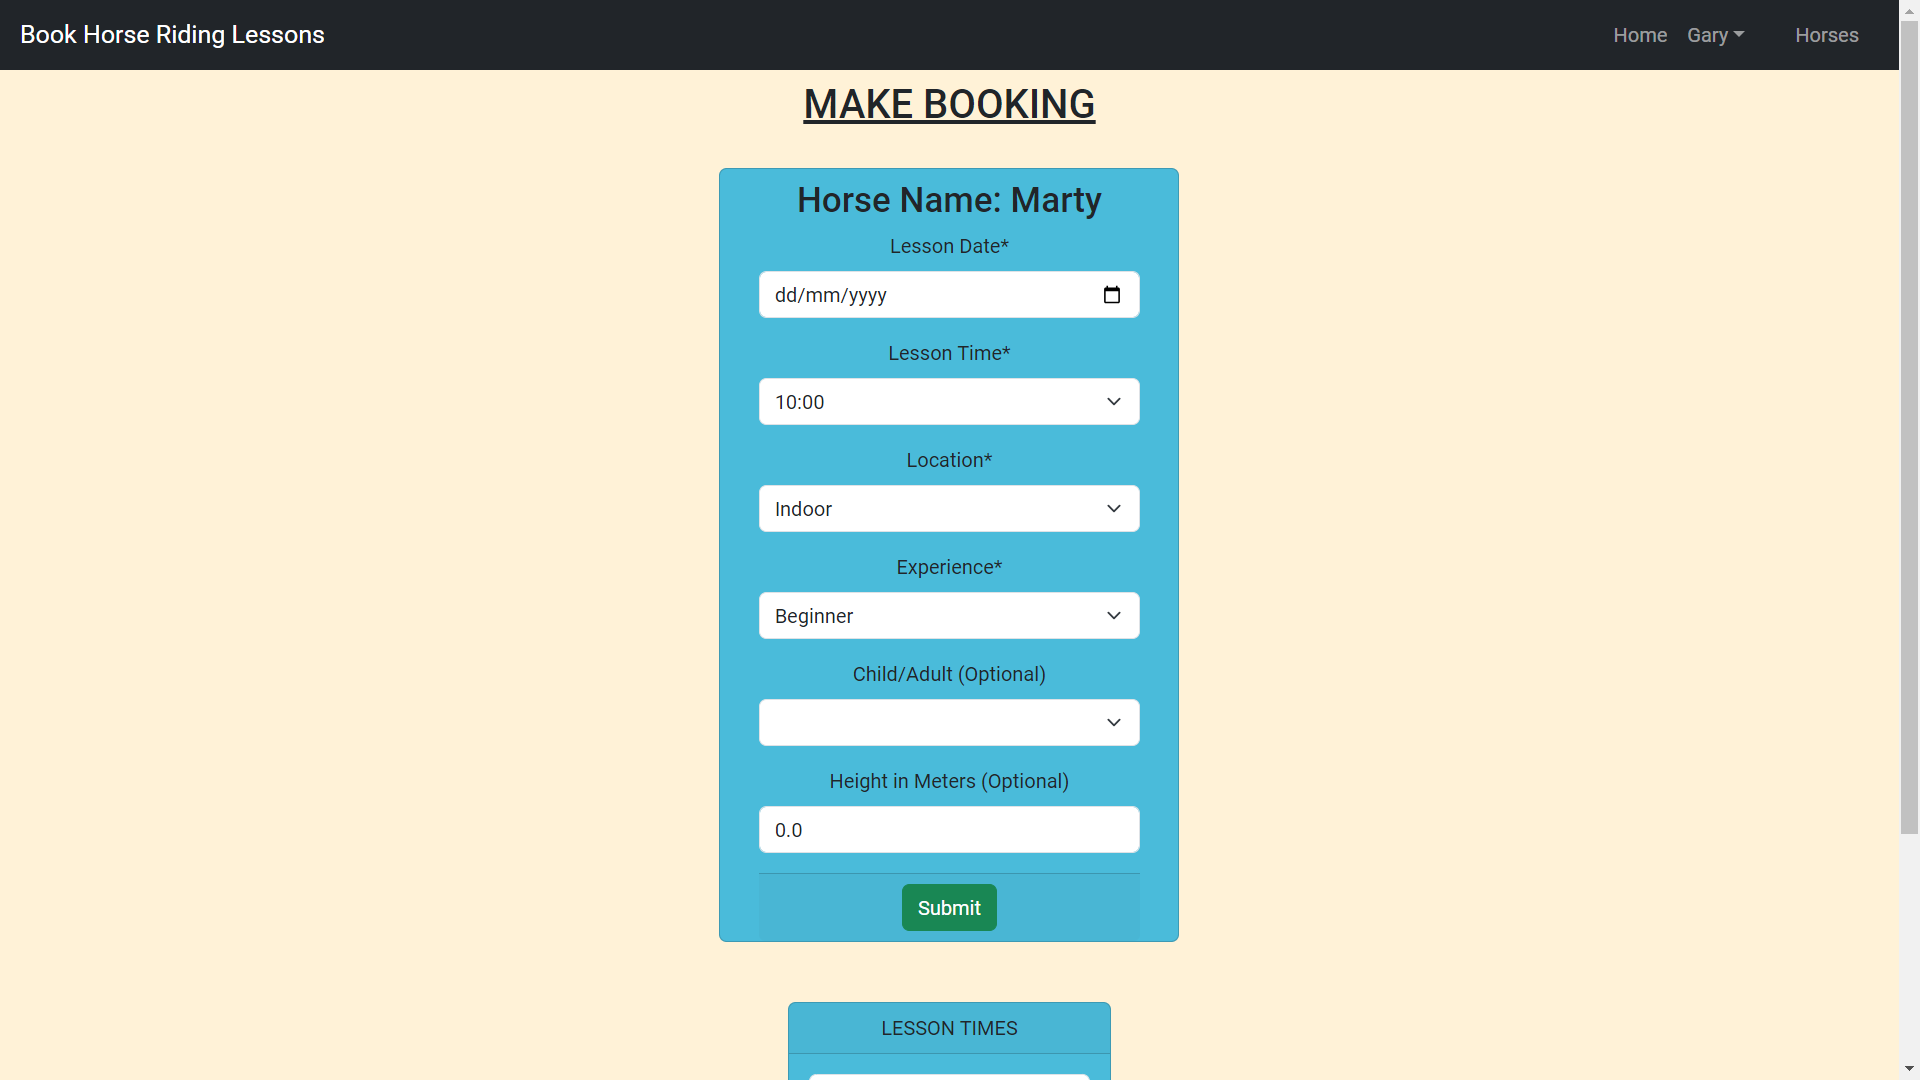 Book Horse Riding Lessons
Home Gary Horses
MAKE BOOKING
Horse Name: Marty
Lesson Date*
dd/mm/yyyy
Lesson Time*
10:00
Location*
Indoor
Experience*
Beginner
Child/Adult (Optional)
Height in Meters (Optional)
0.0
Submit
LESSON TIMES